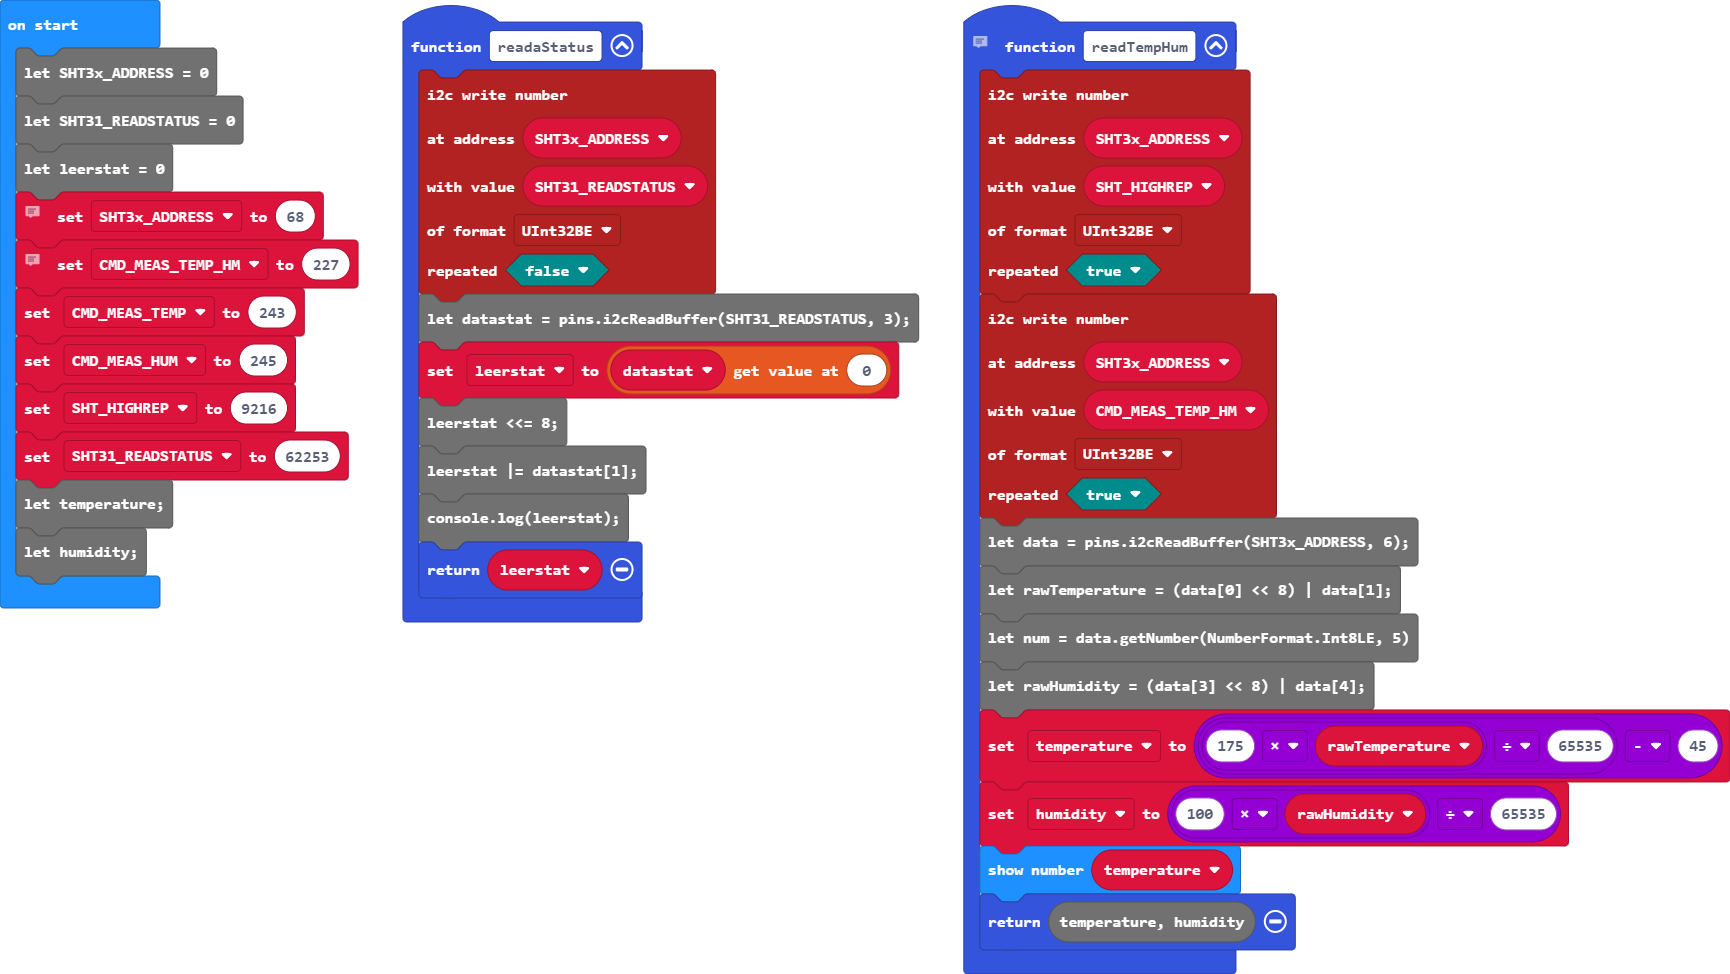 on start
let SHT3x_ADDRESS = 0
let SHT31_READSTATUS = 0
let leerstat = 0
set SHT3x_ADDRESS to 68
set CMD_MEAS_TEMP_HM to 227
set CMD_MEAS_TEMP to 243
set CMD_MEAS_HUM to 245
set SHT_HIGHREP to 9216
set SHT31_READSTATUS to 62253
let temperature;
let humidity;
function readaStatus
i2c write number
at address SHT3x_ADDRESS
with value SHT31_READSTATUS
of format UInt32BE
repeated false
let datastat = pins.i2cReadBuffer(SHT31_READSTATUS, 3);
set leerstat to datastat get value at 0
leerstat <<= 8;
leerstat |= datastat[1];
console.log(leerstat);
return leerstat
function readTempHum
i2c write number
at address SHT3x_ADDRESS
with value SHT_HIGHREP
of format UInt32BE
repeated true
i2c write number
at address SHT3x_ADDRESS
with value CMD_MEAS_TEMP_HM
of format UInt32BE
repeated true
let data = pins.i2cReadBuffer(SHT3x_ADDRESS, 6);
let rawTemperature = (data[0] << 8) | data[1];
let num = data.getNumber(NumberFormat.Int8LE, 5)
let rawHumidity = (data[3] << 8) | data[4];
set temperature to 175 × rawTemperature ÷ 65535 - 45
set humidity to 100 × rawHumidity ÷ 65535
show number temperature
return temperature, humidity